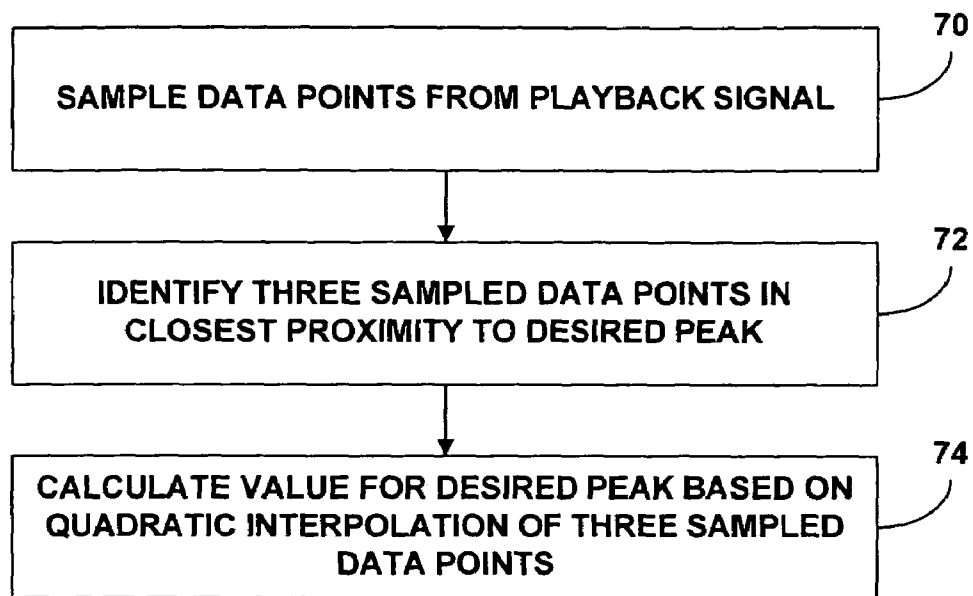 70
SAMPLE DATA POINTS FROM PLAYBACK SIGNAL
72
IDENTIFY THREE SAMPLED DATA POINTS IN
CLOSEST PROXIMITY TO DESIRED PEAK
74
CALCULATE VALUE FOR DESIRED PEAK BASED ON
QUADRATIC INTERPOLATION OF THREE SAMPLED
DATA POINTS